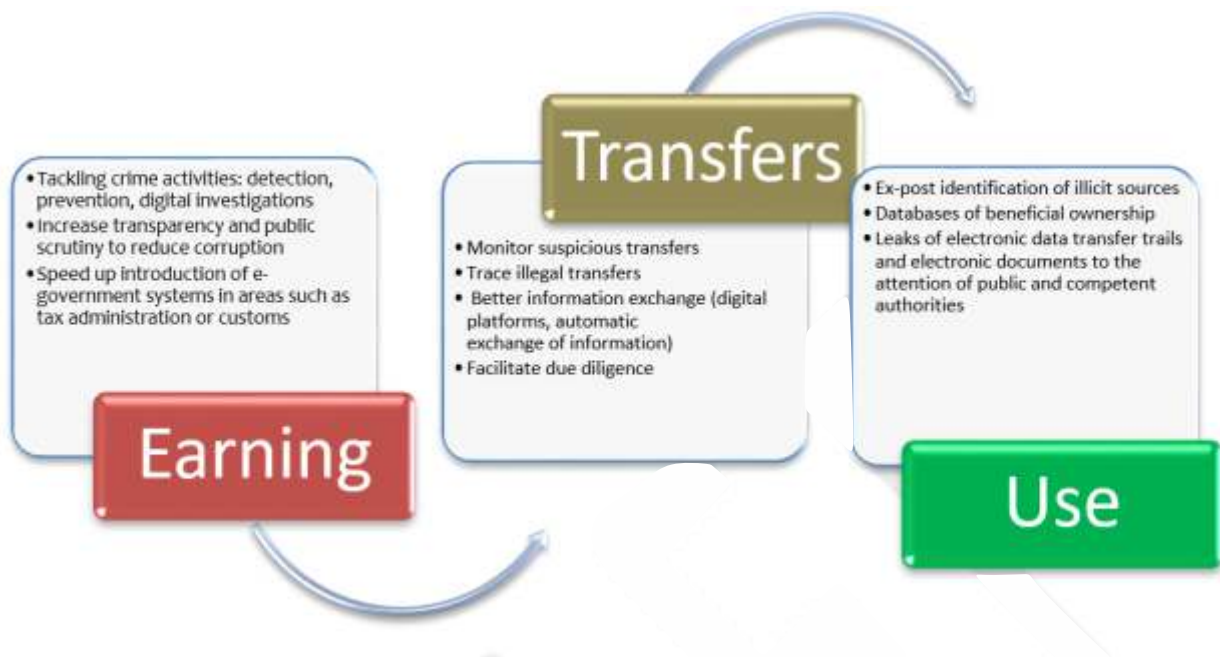 • Tackling crime activities: detection,
prevention, digital investigations
• Increase transparency and public
scrutiny to reduce corruption
• Speed up introduction of e-
government systems in areas such as
tax administration or customs
Earning
Transfers
• Monitor suspicious transfers
• Trace illegal transfers
• Better information exchange (digital
platforms, automatic
exchange of information)
• Facilitate due diligence
• Ex-post identification of illicit sources
• Databases of beneficial ownership
• Leaks of electronic data transfer trails
and electronic documents to the
attention of public and competent
authorities
Use